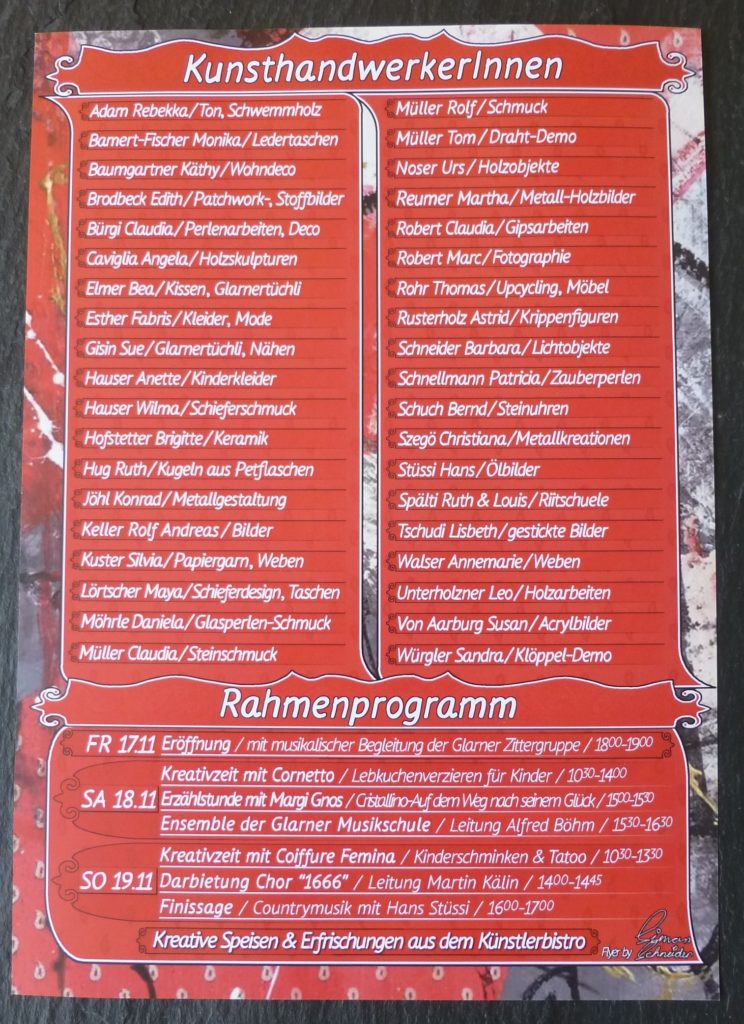 KunsthandwerkerInnen
Adam Rebekka/Ton, Schwemmholz
Bamert-Fischer Monika/Ledertaschen
Baumgartner Käthy/Wohndeco
Brodbeck Edith/Patchwork-, Stoffbilder
Bürgi Claudia/Perlenarbeiten, Deco
Caviglia Angela/Holzskulpturen
Elmer Bea/Kissen, Glarnertüchli
Esther Fabris/Kleider, Mode
Gisin Sue/Glarnertüchli, Nähen
Hauser Anette/Kinderkleider
Hauser Wilma/Schieferschmuck
Hofstetter Brigitte/Keramik
Hug Ruth/Kugeln aus Petflaschen
Jöhl Konrad/Metallgestaltung
Keller Rolf Andreas/Bilder
Kuster Silvia/Papiergarn, Weben
Lörtscher Maya/Schieferdesign, Taschen
Möhrle Daniela/Glasperlen-Schmuck
Müller Claudia/Steinschmuck
Müller Rolf/Schmuck
Müller Tom/Draht-Demo
Noser Urs/Holzobjekte
Reumer Martha/Metall-Holzbilder
Robert Claudia/Gipsarbeiten
Robert Marc/Fotographie
Rohr Thomas/Upcycling, Möbel
Rusterholz Astrid/Krippenfiguren
Schneider Barbara/Lichtobjekte
Schnellmann Patricia/Zauberperlen
Schuch Bernd/Steinuhren
Szegö Christiana/Metallkreationen
Stüssi Hans/Ölbilder
Spälti Ruth & Louis/Riitschuele
Tschudi Lisbeth/gestickte Bilder
Walser Annemarie/Weben
Unterholzner Leo/Holzarbeiten
Von Aarburg Susan/Acrylbilder
Würgler Sandra/Klöppel-Demo
Rahmenprogramm
FR 17.11 Eröffnung / mit musikalischer Begleitung der Glarner Zittergruppe / 18⁰⁰-19⁰⁰
SA 18.11
Kreativzeit mit Cornetto / Lebkuchenverzieren für Kinder / 10³⁰-14⁰⁰
Erzählstunde mit Margi Gnos / Cristallino-Auf dem Weg nach seinem Glück / 15⁰⁰-15³⁰
Ensemble der Glarner Musikschule / Leitung Alfred Böhm / 15³⁰-16³⁰
SO 19.11
Kreativzeit mit Coiffure Femina / Kinderschminken & Tatoo / 10³⁰-13³⁰
Darbietung Chor "1666" / Leitung Martin Kälin / 14⁰⁰-14⁴⁵
Finissage / Countrymusik mit Hans Stüssi / 16⁰⁰-17⁰⁰
Kreative Speisen & Erfrischungen aus dem Künstlerbistro
Flyer by Simon Schneider